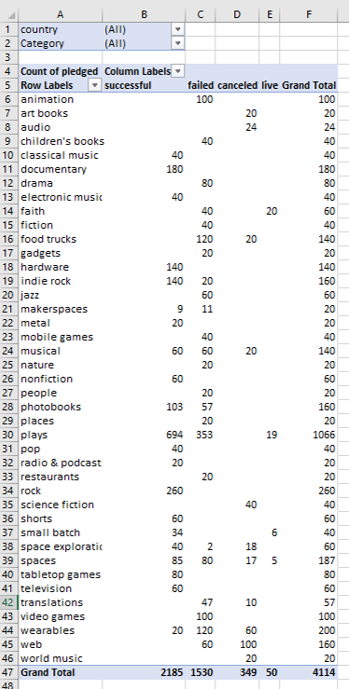 A B C D E F
1 country (All)
2 Category (All)
3
4 Count of pledged Column Labels
5 Row Labels successful failed canceled live Grand Total
6 animation 100 100
7 art books 20 20
8 audio 24 24
9 children's books 40 40
10 classical music 40 40
11 documentary 180 180
12 drama 80 80
13 electronic music 40 40
14 faith 40 20 60
15 fiction 40 40
16 food trucks 120 20 140
17 gadgets 20 20
18 hardware 140 140
19 indie rock 140 20 160
20 jazz 60 60
21 makerspaces 9 11 20
22 metal 20 20
23 mobile games 40 40
24 musical 60 60 20 140
25 nature 20 20
26 nonfiction 60 60
27 people 20 20
28 photobooks 103 57 160
29 places 20 20
30 plays 694 353 19 1066
31 pop 40 40
32 radio & podcast 20 20
33 restaurants 20 20
34 rock 260 260
35 science fiction 40 40
36 shorts 60 60
37 small batch 34 6 40
38 space exploratic 40 2 18 60
39 spaces 85 80 17 5 187
40 tabletop games 80 80
41 television 60 60
42 translations 47 10 57
43 video games 100 100
44 wearables 20 120 60 200
45 web 60 100 160
46 world music 20 20
47 Grand Total 2185 1530 349 50 4114
48